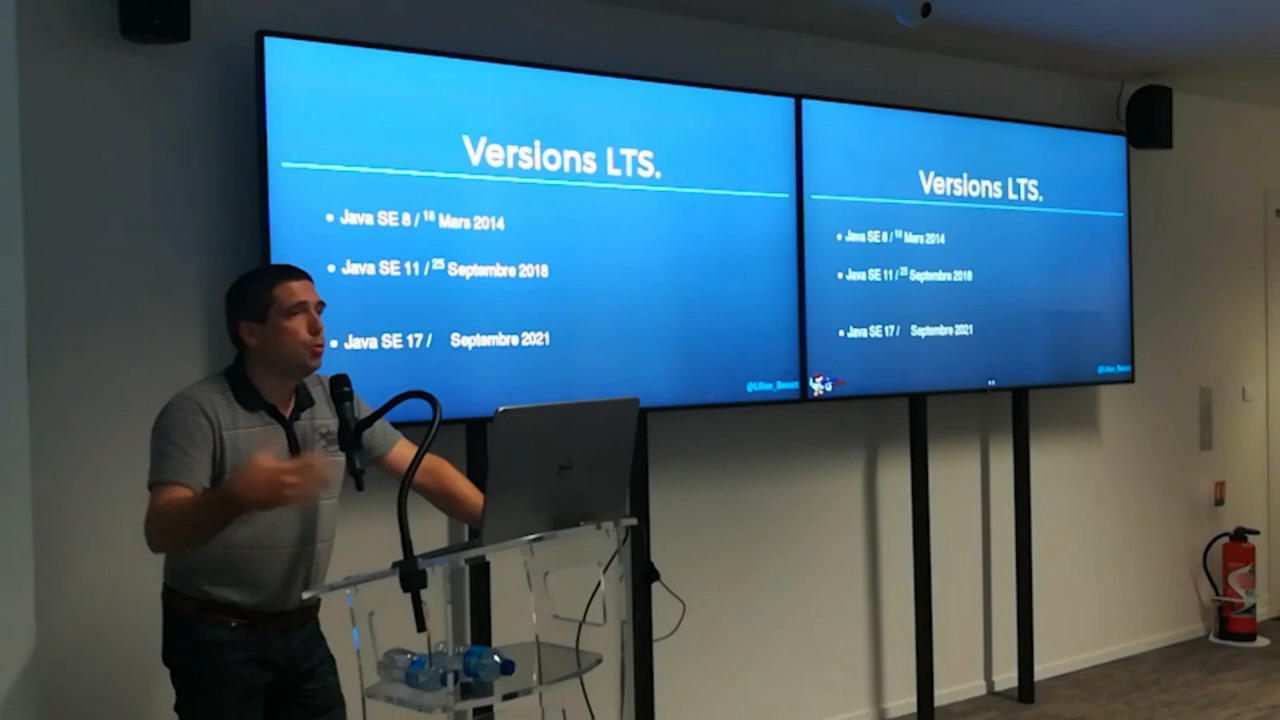 Versions LTS.
• Java SE 8 / 18 Mars 2014
• Java SE 11 / 25 Septembre 2018
• Java SE 17 / Septembre 2021
Versions LTS.
• Java SE 8 / 18 Mars 2014
• Java SE 11 / 25 Septembre 2018
• Java SE 17 / Septembre 2021